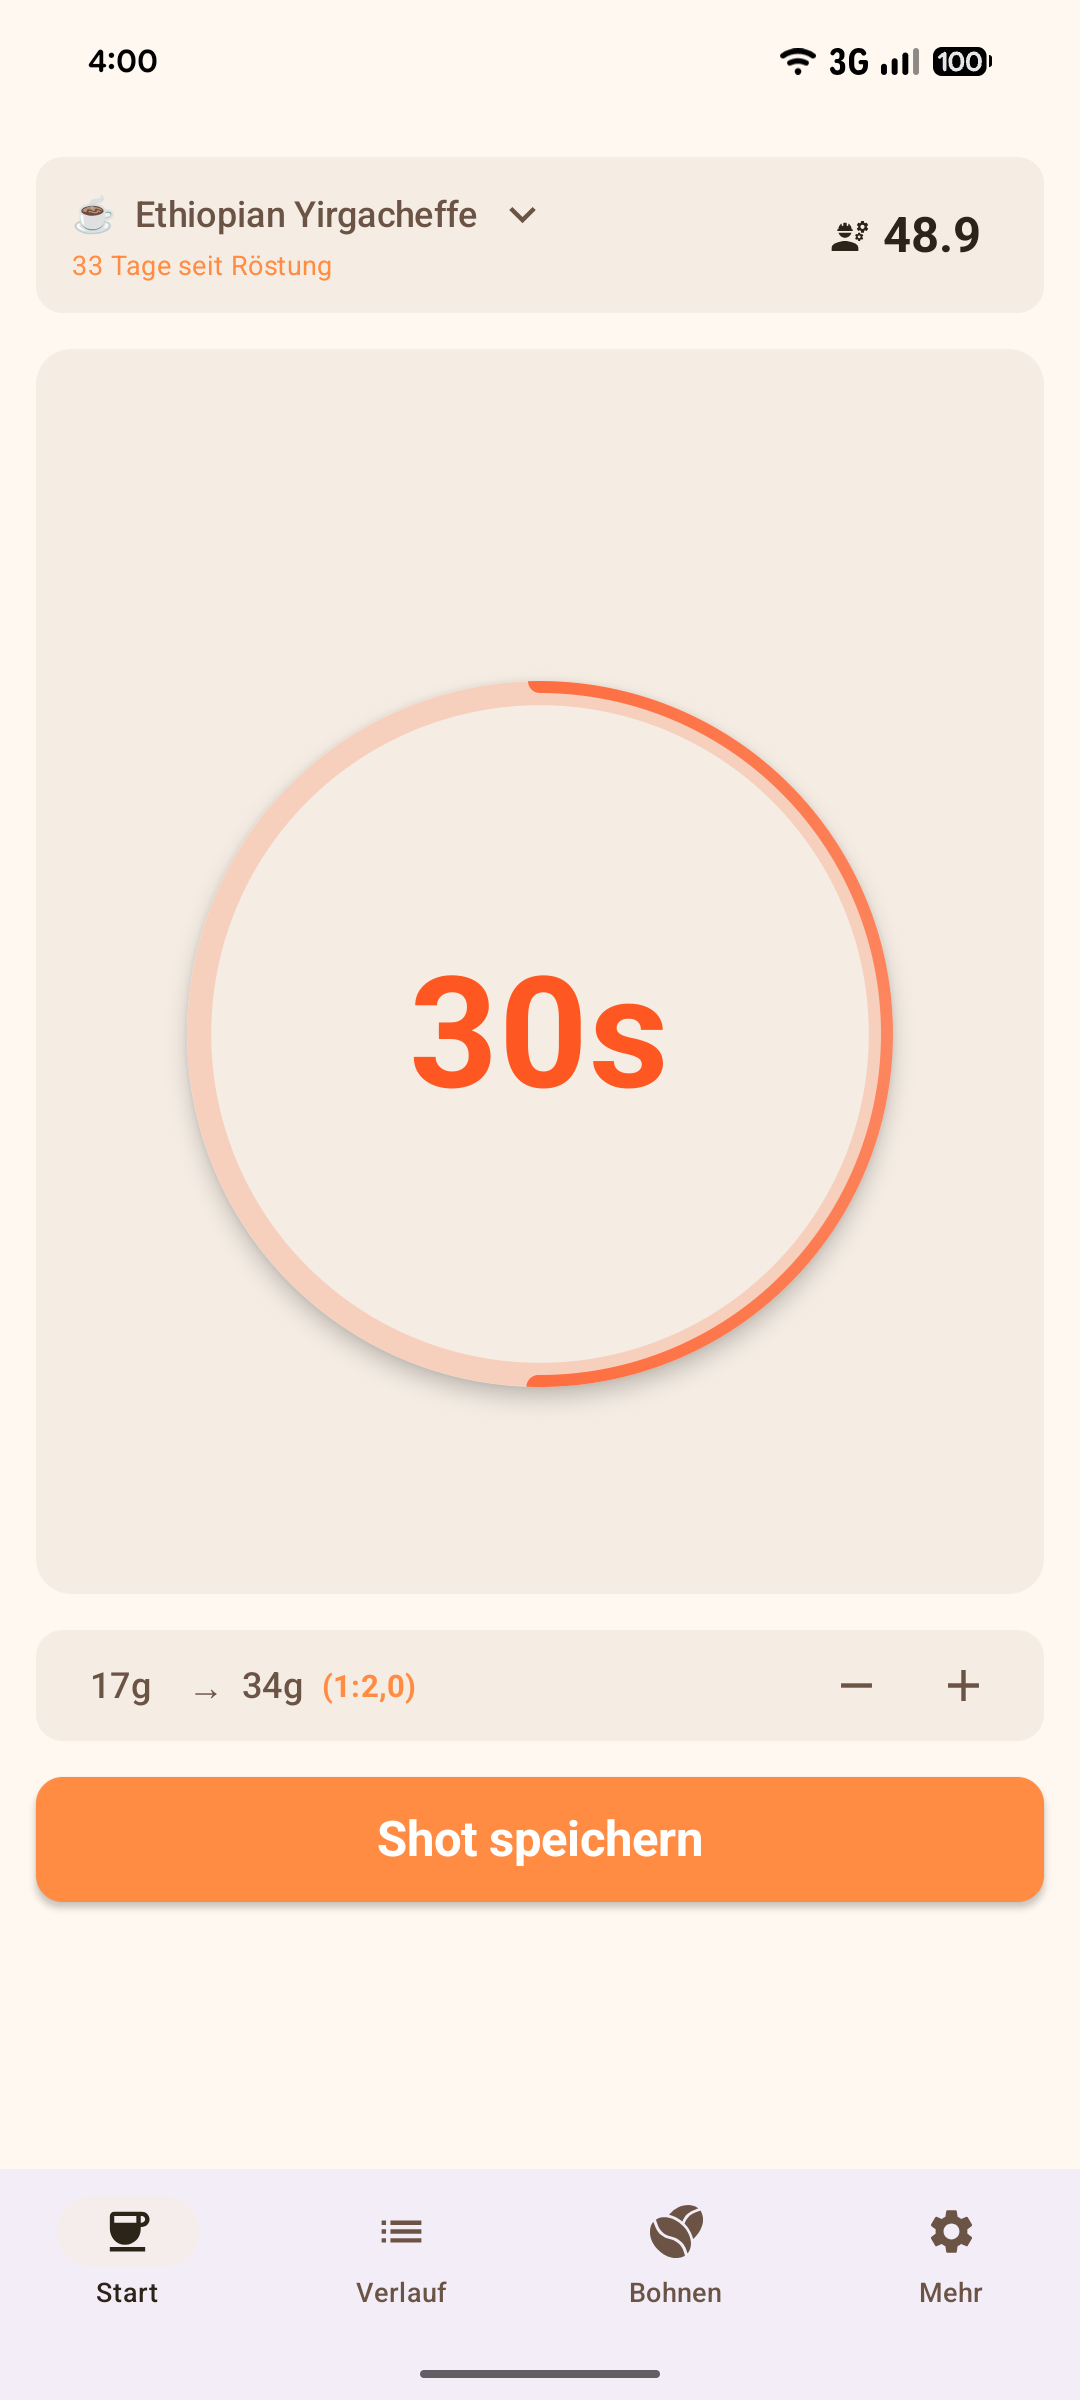 4:00
3G
100
Ethiopian Yirgacheffe
48.9
33 Tage seit Röstung
30s
17g → 34g (1:2,0)
Shot speichern
Start
Verlauf
Bohnen
Mehr